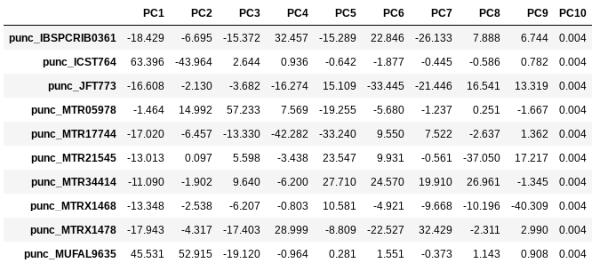 PC1 PC2 PC3 PC4 PC5 PC6 PC7 PC8 PC9 PC10
punc_IBSPCRIB0361 -18.429 -6.695 -15.372 32.457 -15.289 22.846 -26.133 7.888 6.744 0.004
punc_ICST764 63.396 -43.964 2.644 0.936 -0.642 -1.877 -0.445 -0.586 0.782 0.004
punc_JFT773 -16.608 -2.130 -3.682 -16.274 15.109 -33.445 -21.446 16.541 13.319 0.004
punc_MTR05978 -1.464 14.992 57.233 7.569 -19.255 -5.680 -1.237 0.251 -1.667 0.004
punc_MTR17744 -17.020 -6.457 -13.330 -42.282 -33.240 9.550 7.522 -2.637 1.362 0.004
punc_MTR21545 -13.013 0.097 5.598 -3.438 23.547 9.931 -0.561 -37.050 17.217 0.004
punc_MTR34414 -11.090 -1.902 9.640 -6.200 27.710 24.570 19.910 26.961 -1.345 0.004
punc_MTRX1468 -13.348 -2.538 -6.207 -0.803 10.581 -4.921 -9.668 -10.196 -40.309 0.004
punc_MTRX1478 -17.943 -4.317 -17.403 28.999 -8.809 -22.527 32.429 -2.311 2.990 0.004
punc_MUFAL9635 45.531 52.915 -19.120 -0.964 0.281 1.551 -0.373 1.143 0.908 0.004